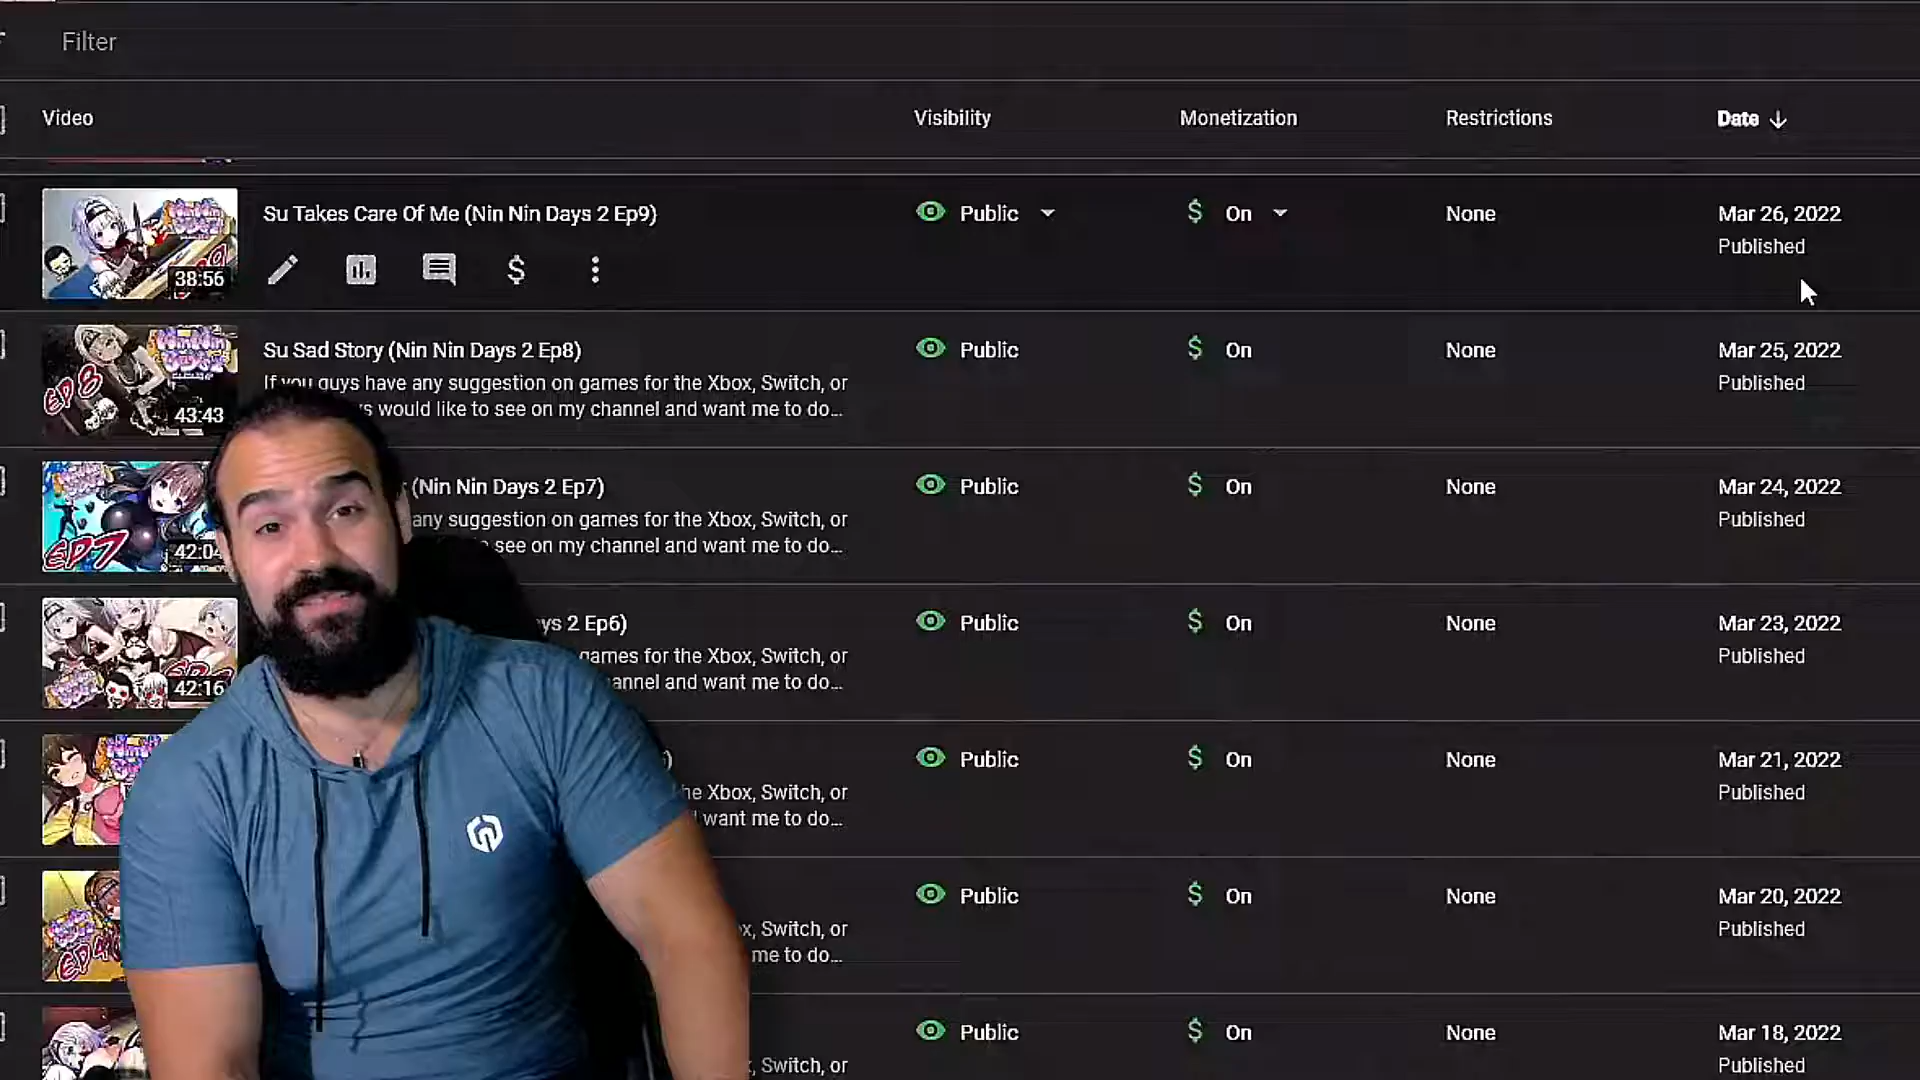 Filter
Video
Visibility
Monetization
Restrictions
Date
38:56
Su Takes Care Of Me (Nin Nin Days 2 Ep9)
Public
$ On
None
Mar 26, 2022
Published
$
EP 8
43:43
Su Sad Story (Nin Nin Days 2 Ep8)
If you guys have any suggestion on games for the Xbox, Switch, or
would like to see on my channel and want me to do...
Public
$ On
None
Mar 25, 2022
Published
EP7
42:04
(Nin Nin Days 2 Ep7)
any suggestion on games for the Xbox, Switch, or
see on my channel and want me to do...
Public
$ On
None
Mar 24, 2022
Published
42:16
2 Ep6)
games for the Xbox, Switch, or
and want me to do...
Public
$ On
None
Mar 23, 2022
Published
)
the Xbox, Switch, or
want me to do...
Public
$ On
None
Mar 21, 2022
Published
EP4
Switch, or
me to do...
Public
$ On
None
Mar 20, 2022
Published
Switch, or
Public
$ On
None
Mar 18, 2022
Published